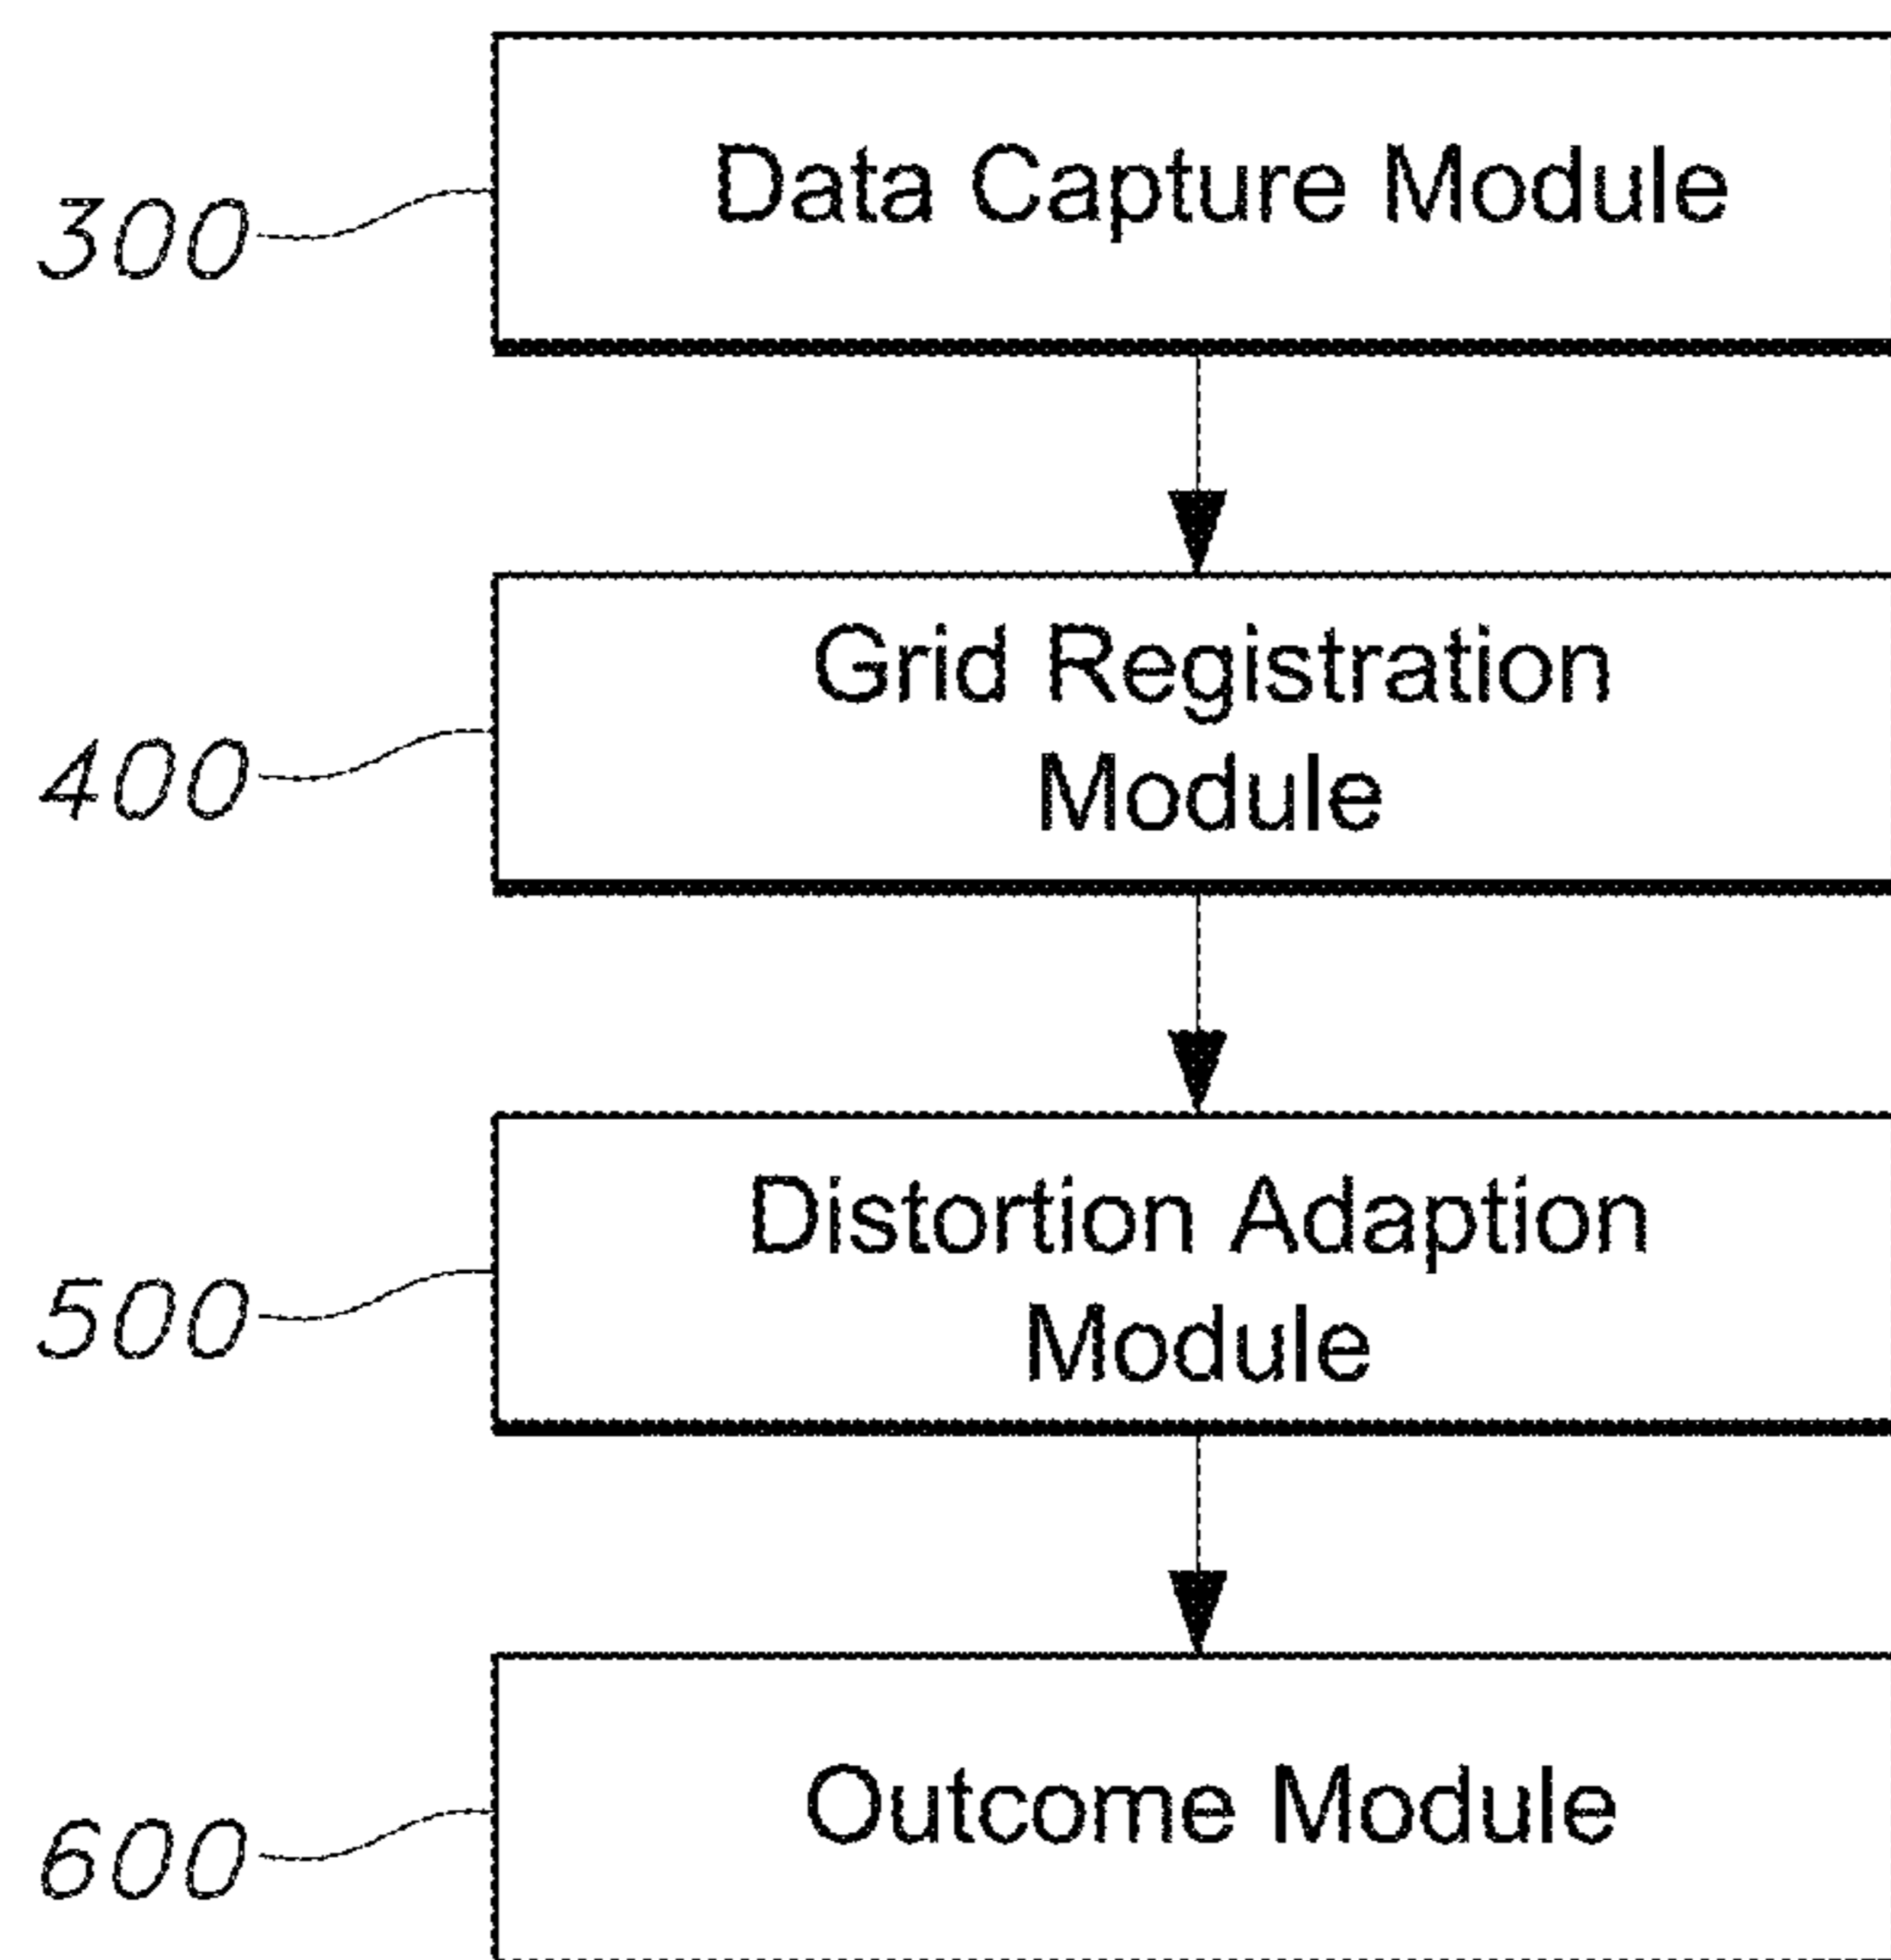 Data Capture Module
300
Grid Registration
Module
400
Distortion Adaption
Module
500
Outcome Module
600